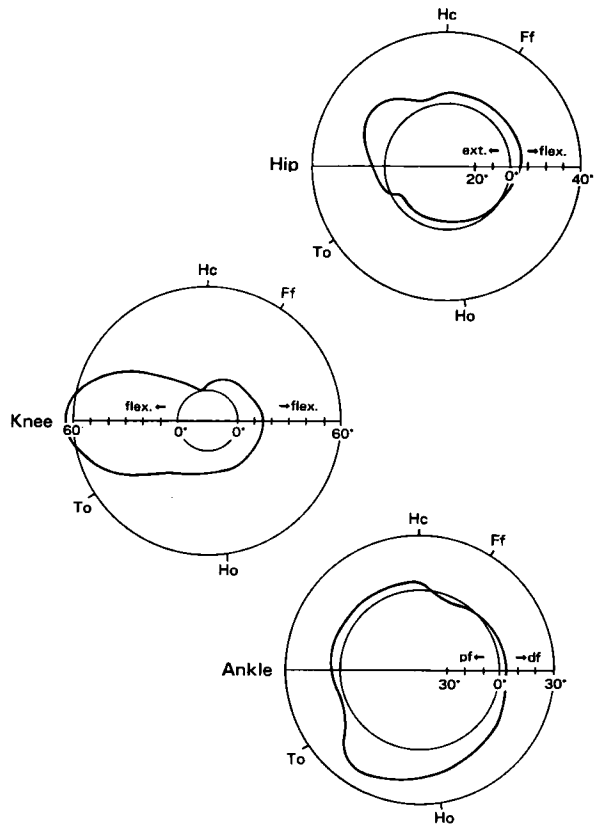 Hc
Ff
ext.← →flex.
Hip
20° 0° 40°
To
Ho
Hc
Ff
flex.← →flex.
Knee
60 0° 0° 60°
To
Ho
Hc
Ff
pf← →df
Ankle
30° 0° 30°
To
Ho